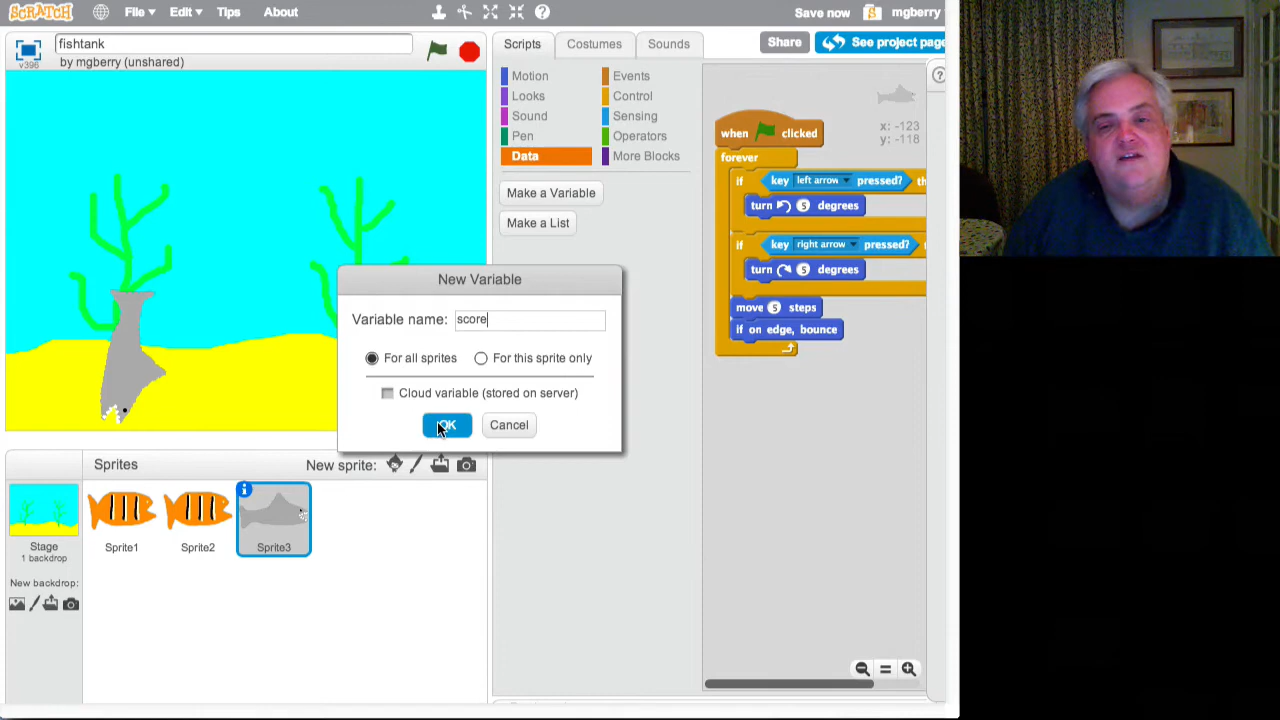 SCRATCH File Edit Tips About Save now mgberry
fishtank
by mgberry (unshared)
v396
Scripts Costumes Sounds Share See project page
Motion Events
Looks Control
Sound Sensing
Pen Operators
Data More Blocks
Make a Variable
Make a List
when clicked
forever
if key left arrow pressed? th
turn 5 degrees
if key right arrow pressed?
turn 5 degrees
move 5 steps
if on edge, bounce
x: -123
y: -118
?
New Variable
Variable name: score
For all sprites For this sprite only
Cloud variable (stored on server)
OK Cancel
Sprites New sprite:
Stage
1 backdrop
New backdrop:
Sprite1 Sprite2 Sprite3